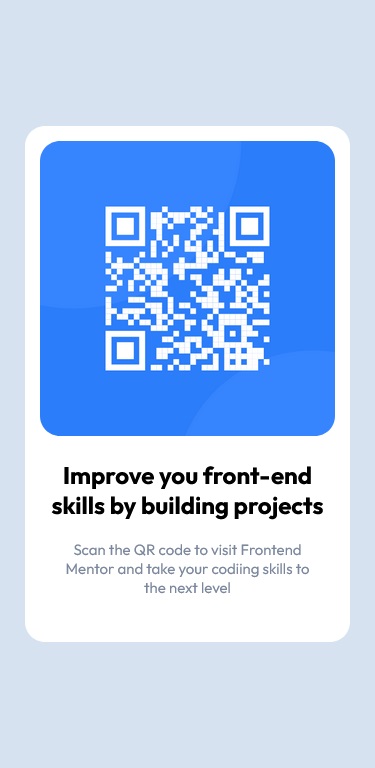 Improve you front-end
skills by building projects
Scan the QR code to visit Frontend
Mentor and take your codiing skills to
the next level